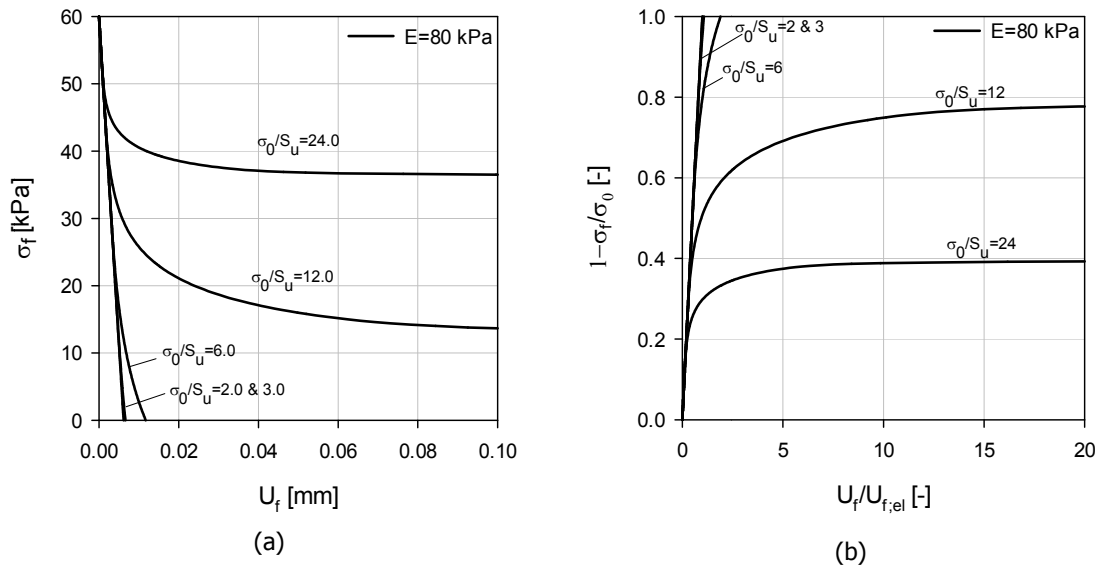 60
50
40
30
20
10
0
σf [kPa]
E=80 kPa
σ0/Su=24.0
σ0/Su=12.0
σ0/Su=6.0
σ0/Su=2.0 & 3.0
0.00 0.02 0.04 0.06 0.08 0.10
Uf [mm]
(a)
1.0
0.8
0.6
0.4
0.2
0.0
1−σf/σ0 [-]
σ0/Su=2 & 3
E=80 kPa
σ0/Su=6
σ0/Su=12
σ0/Su=24
0 5 10 15 20
Uf/Uf;el [-]
(b)